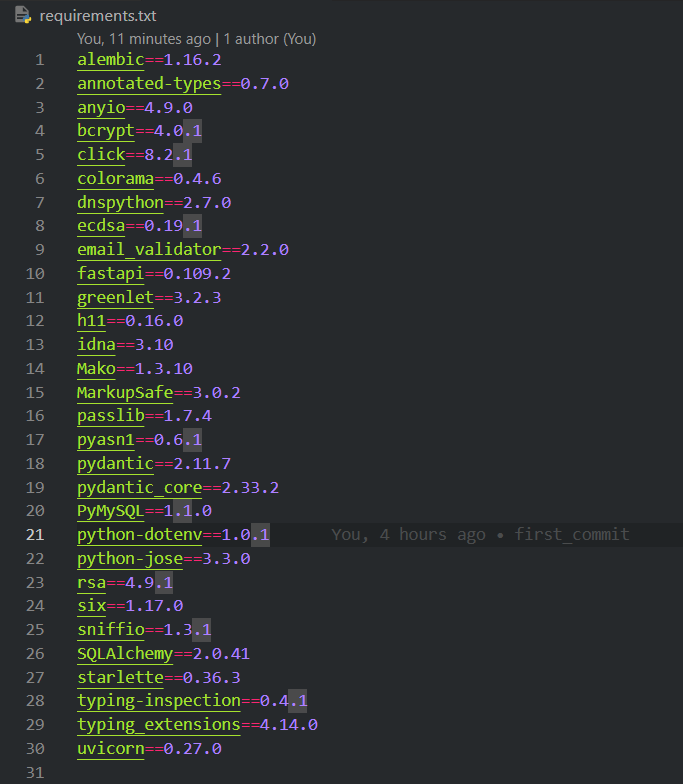 requirements.txt
You, 11 minutes ago | 1 author (You)
1 alembic==1.16.2
2 annotated-types==0.7.0
3 anyio==4.9.0
4 bcrypt==4.0.1
5 click==8.2.1
6 colorama==0.4.6
7 dnspython==2.7.0
8 ecdsa==0.19.1
9 email_validator==2.2.0
10 fastapi==0.109.2
11 greenlet==3.2.3
12 h11==0.16.0
13 idna==3.10
14 Mako==1.3.10
15 MarkupSafe==3.0.2
16 passlib==1.7.4
17 pyasn1==0.6.1
18 pydantic==2.11.7
19 pydantic_core==2.33.2
20 PyMySQL==1.1.0
21 python-dotenv==1.0.1 You, 4 hours ago • first_commit
22 python-jose==3.3.0
23 rsa==4.9.1
24 six==1.17.0
25 sniffio==1.3.1
26 SQLAlchemy==2.0.41
27 starlette==0.36.3
28 typing-inspection==0.4.1
29 typing_extensions==4.14.0
30 uvicorn==0.27.0
31